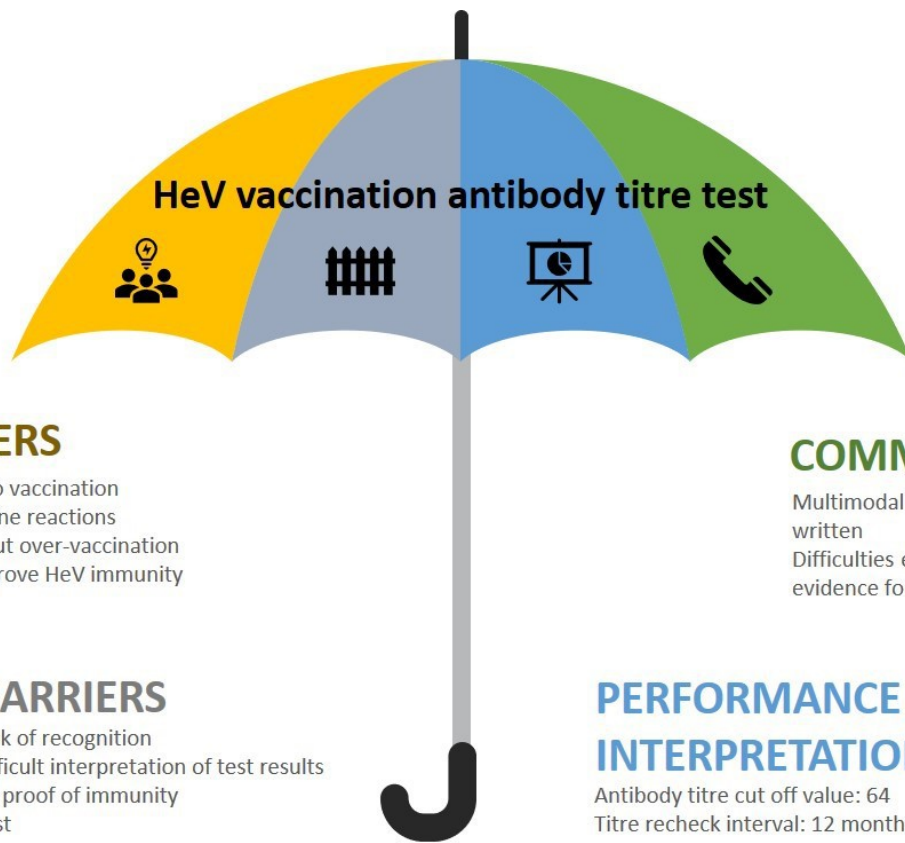 HeV vaccination antibody titre test
ERS
o vaccination
ne reactions
ut over-vaccination
rove HeV immunity
COMM
Multimodal
written
Difficulties e
evidence fo
ARRIERS
k of recognition
ficult interpretation of test results
proof of immunity
st
PERFORMANCE
INTERPRETATION
Antibody titre cut off value: 64
Titre recheck interval: 12 month